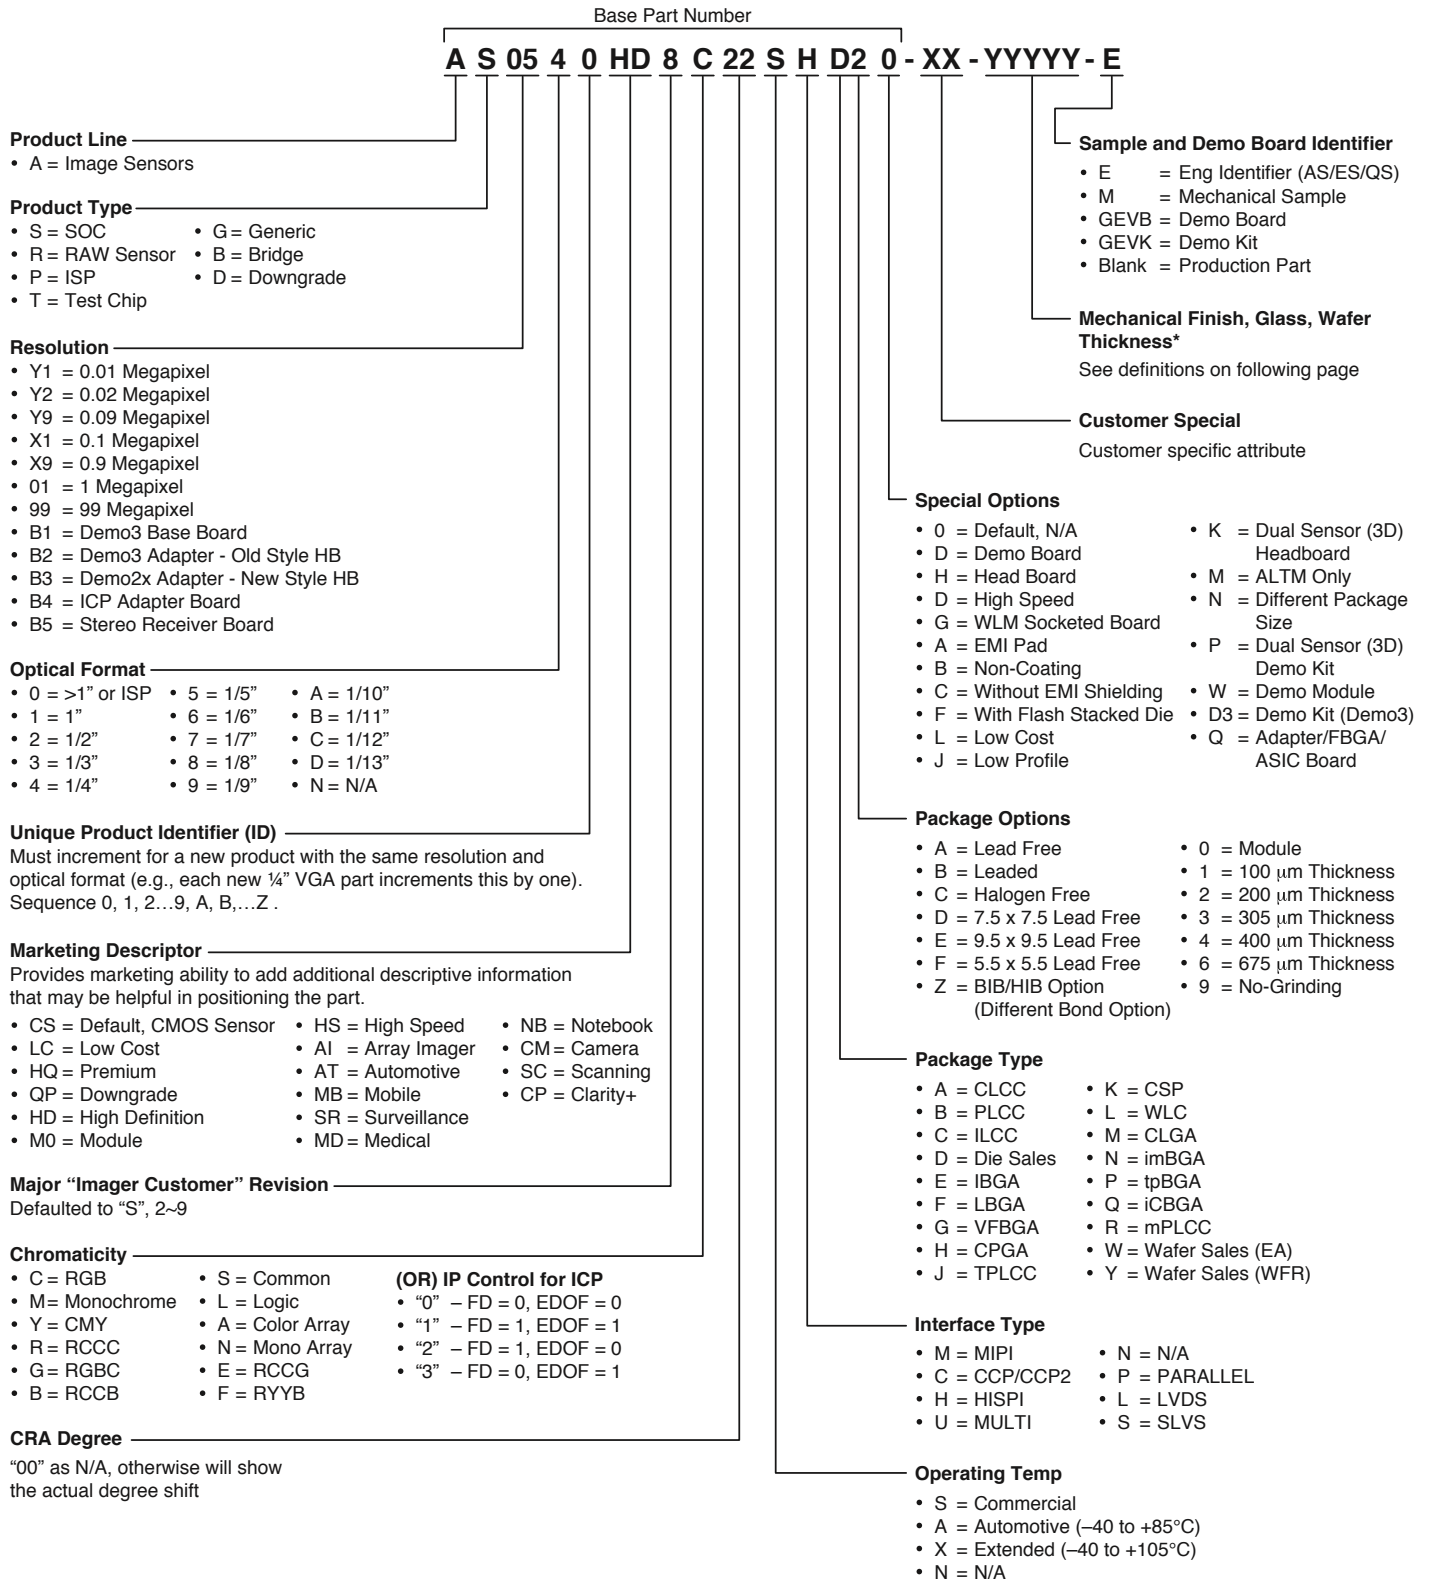 Base Part Number
A S 05 4 0 HD 8 C 22 S H D2 0 - XX - YYYYY - E
Product Line
• A = Image Sensors
Product Type
• S = SOC • G = Generic
• R = RAW Sensor • B = Bridge
• P = ISP • D = Downgrade
• T = Test Chip
Resolution
• Y1 = 0.01 Megapixel
• Y2 = 0.02 Megapixel
• Y9 = 0.09 Megapixel
• X1 = 0.1 Megapixel
• X9 = 0.9 Megapixel
• 01 = 1 Megapixel
• 99 = 99 Megapixel
• B1 = Demo3 Base Board
• B2 = Demo3 Adapter - Old Style HB
• B3 = Demo2x Adapter - New Style HB
• B4 = ICP Adapter Board
• B5 = Stereo Receiver Board
Optical Format
• 0 = >1” or ISP • 5 = 1/5” • A = 1/10”
• 1 = 1” • 6 = 1/6” • B = 1/11”
• 2 = 1/2” • 7 = 1/7” • C = 1/12”
• 3 = 1/3” • 8 = 1/8” • D = 1/13”
• 4 = 1/4” • 9 = 1/9” • N = N/A
Unique Product Identifier (ID)
Must increment for a new product with the same resolution and
optical format (e.g., each new ¼” VGA part increments this by one).
Sequence 0, 1, 2…9, A, B,…Z .
Marketing Descriptor
Provides marketing ability to add additional descriptive information
that may be helpful in positioning the part.
• CS = Default, CMOS Sensor • HS = High Speed • NB = Notebook
• LC = Low Cost • AI = Array Imager • CM = Camera
• HQ = Premium • AT = Automotive • SC = Scanning
• QP = Downgrade • MB = Mobile • CP = Clarity+
• HD = High Definition • SR = Surveillance
• M0 = Module • MD = Medical
Major “Imager Customer” Revision
Defaulted to “S”, 2~9
Chromaticity
• C = RGB • S = Common (OR) IP Control for ICP
• M = Monochrome • L = Logic • “0” – FD = 0, EDOF = 0
• Y = CMY • A = Color Array • “1” – FD = 1, EDOF = 1
• R = RCCC • N = Mono Array • “2” – FD = 1, EDOF = 0
• G = RGBC • E = RCCG • “3” – FD = 0, EDOF = 1
• B = RCCB • F = RYYB
CRA Degree
“00” as N/A, otherwise will show
the actual degree shift
Sample and Demo Board Identifier
• E = Eng Identifier (AS/ES/QS)
• M = Mechanical Sample
• GEVB = Demo Board
• GEVK = Demo Kit
• Blank = Production Part
Mechanical Finish, Glass, Wafer
Thickness*
See definitions on following page
Customer Special
Customer specific attribute
Special Options
• 0 = Default, N/A • K = Dual Sensor (3D)
• D = Demo Board Headboard
• H = Head Board • M = ALTM Only
• D = High Speed • N = Different Package
• G = WLM Socketed Board Size
• A = EMI Pad • P = Dual Sensor (3D)
• B = Non-Coating Demo Kit
• C = Without EMI Shielding • W = Demo Module
• F = With Flash Stacked Die • D3 = Demo Kit (Demo3)
• L = Low Cost • Q = Adapter/FBGA/
• J = Low Profile ASIC Board
Package Options
• A = Lead Free • 0 = Module
• B = Leaded • 1 = 100 μm Thickness
• C = Halogen Free • 2 = 200 μm Thickness
• D = 7.5 x 7.5 Lead Free • 3 = 305 μm Thickness
• E = 9.5 x 9.5 Lead Free • 4 = 400 μm Thickness
• F = 5.5 x 5.5 Lead Free • 6 = 675 μm Thickness
• Z = BIB/HIB Option • 9 = No-Grinding
(Different Bond Option)
Package Type
• A = CLCC • K = CSP
• B = PLCC • L = WLC
• C = ILCC • M = CLGA
• D = Die Sales • N = imBGA
• E = IBGA • P = tpBGA
• F = LBGA • Q = iCBGA
• G = VFBGA • R = mPLCC
• H = CPGA • W = Wafer Sales (EA)
• J = TPLCC • Y = Wafer Sales (WFR)
Interface Type
• M = MIPI • N = N/A
• C = CCP/CCP2 • P = PARALLEL
• H = HISPI • L = LVDS
• U = MULTI • S = SLVS
Operating Temp
• S = Commercial
• A = Automotive (–40 to +85°C)
• X = Extended (–40 to +105°C)
• N = N/A